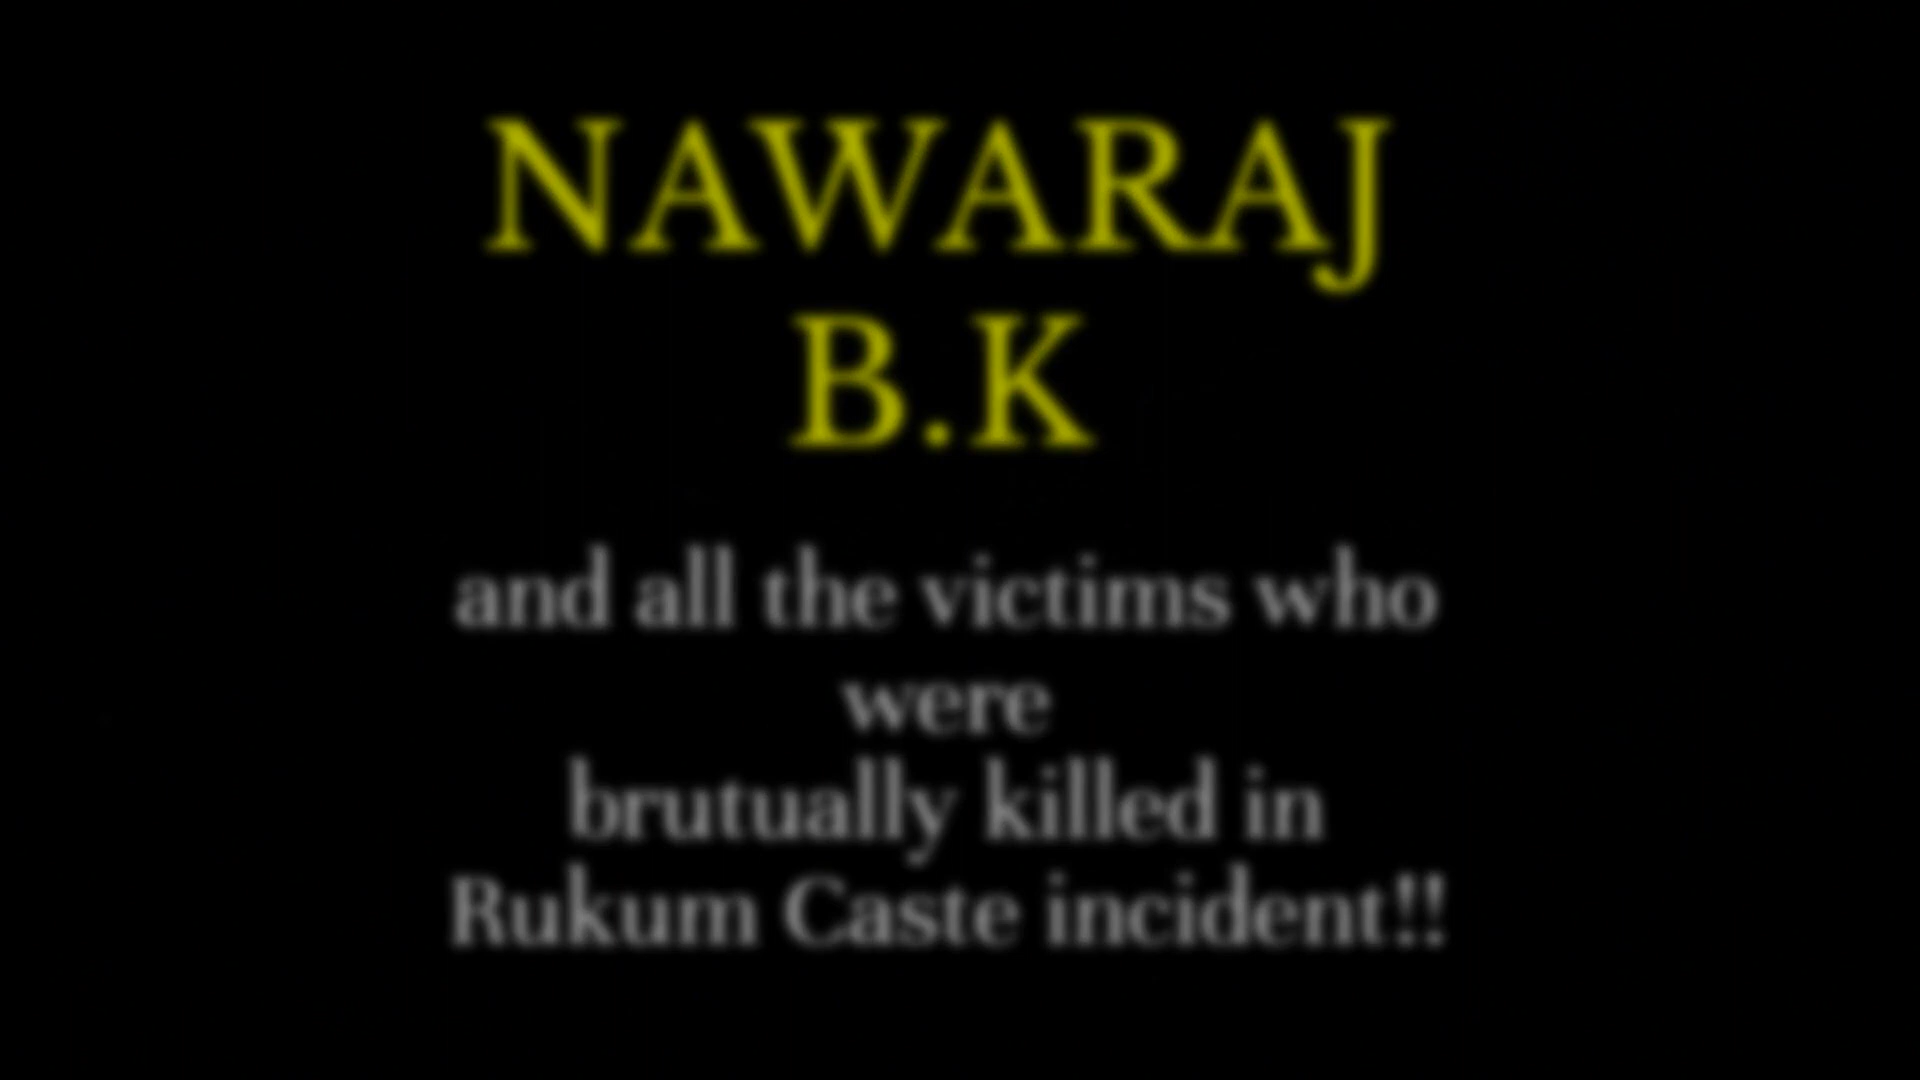 NAWARAJ
B.K
and all the victims who
were
brutually killed in
Rukum Caste incident!!